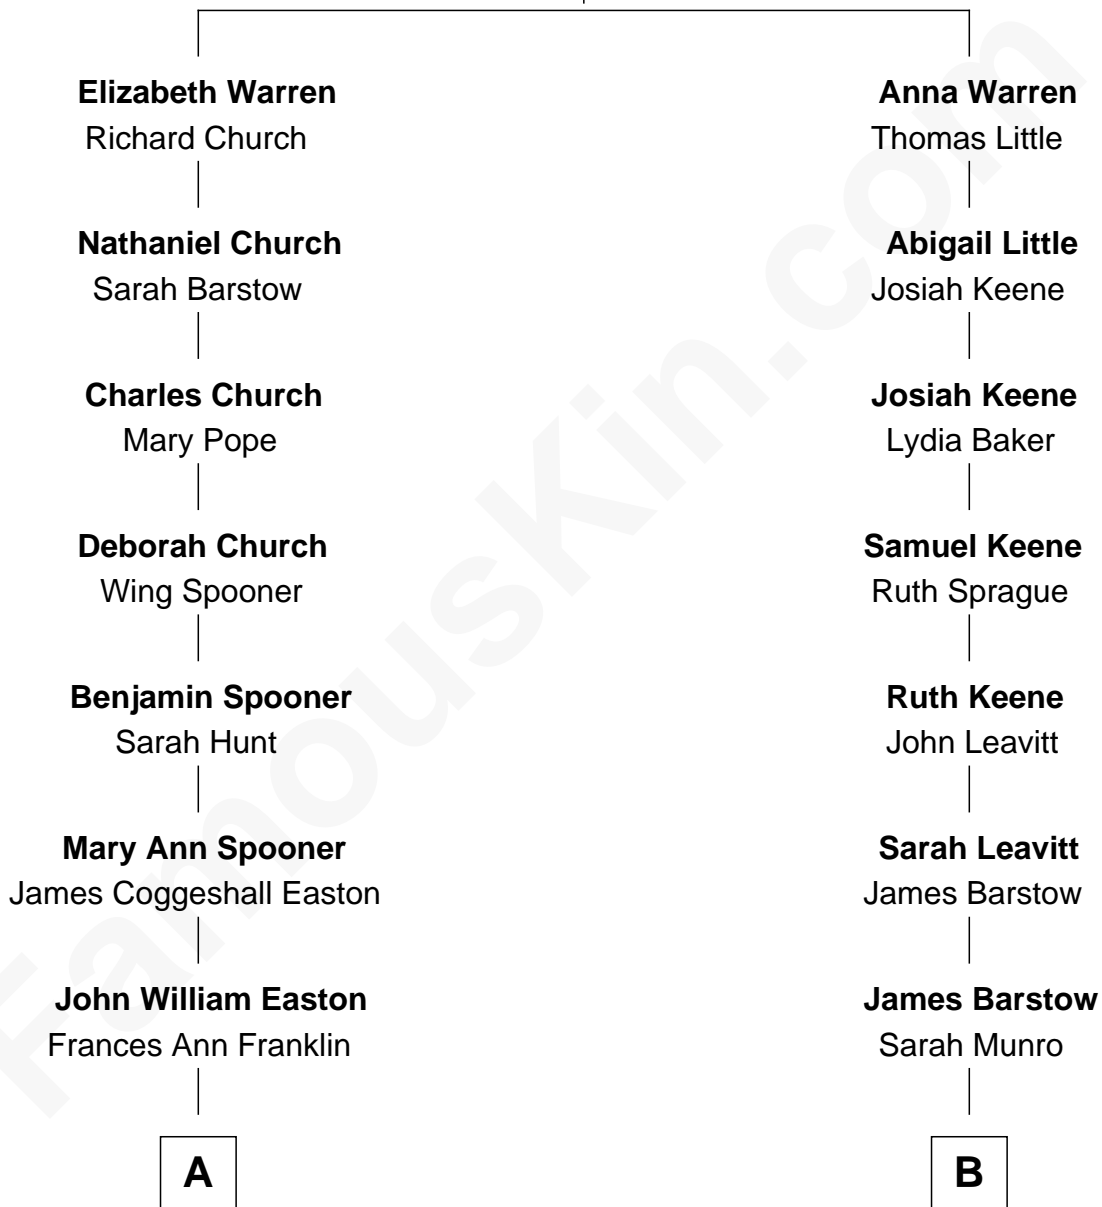 Elizabeth Warren
Richard Church
Nathaniel Church
Sarah Barstow
Charles Church
Mary Pope
Deborah Church
Wing Spooner
Benjamin Spooner
Sarah Hunt
Mary Ann Spooner
James Coggeshall Easton
John William Easton
Frances Ann Franklin
A
Anna Warren
Thomas Little
Abigail Little
Josiah Keene
Josiah Keene
Lydia Baker
Samuel Keene
Ruth Sprague
Ruth Keene
John Leavitt
Sarah Leavitt
James Barstow
James Barstow
Sarah Munro
B
FamousKin.com